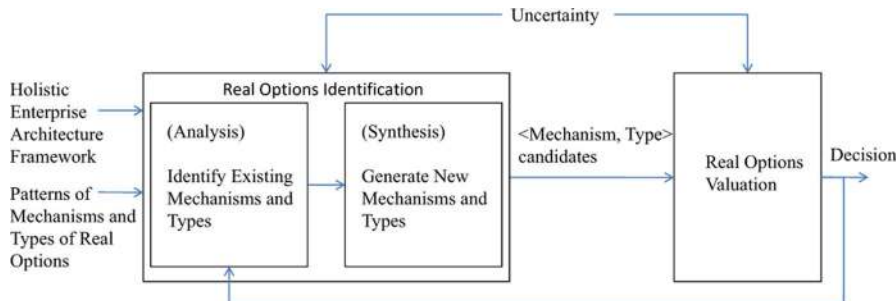 Uncertainty
Real Options Identification
Holistic
Enterprise
Architecture
Framework
Patterns of
Mechanisms and
Types of Real
Options
(Analysis)
Identify Existing
Mechanisms and
Types
(Synthesis)
Generate New
Mechanisms and
Types
<Mechanism, Type>
candidates
Real Options
Valuation
Decision